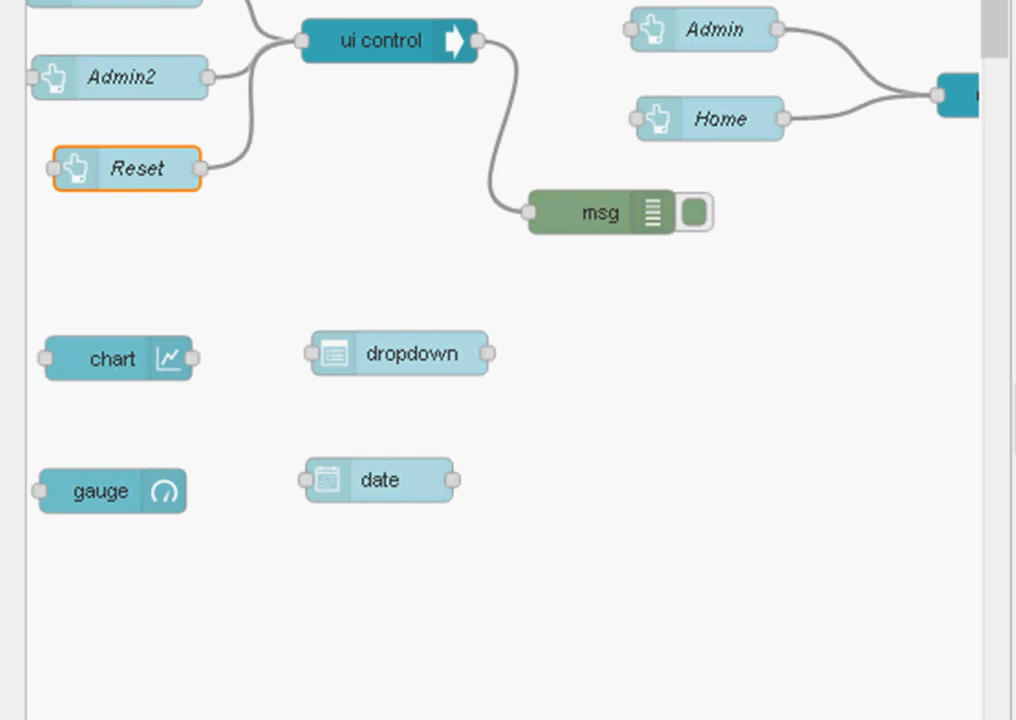 ui control
Admin
Admin2
Home
Reset
msg
chart
dropdown
gauge
date